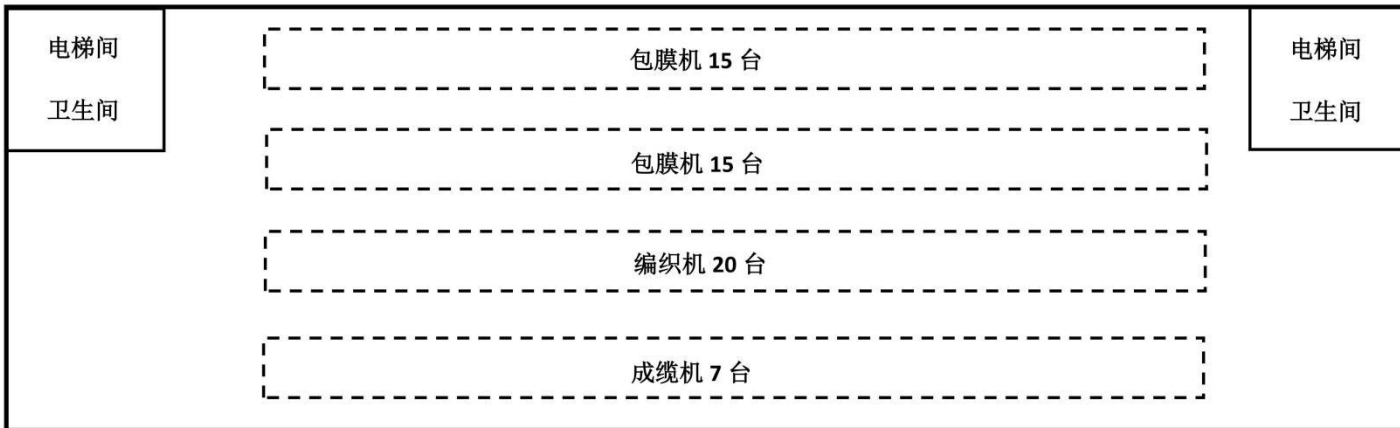 电梯间
卫生间
包膜机 15 台
包膜机 15 台
编织机 20 台
成缆机 7 台
电梯间
卫生间